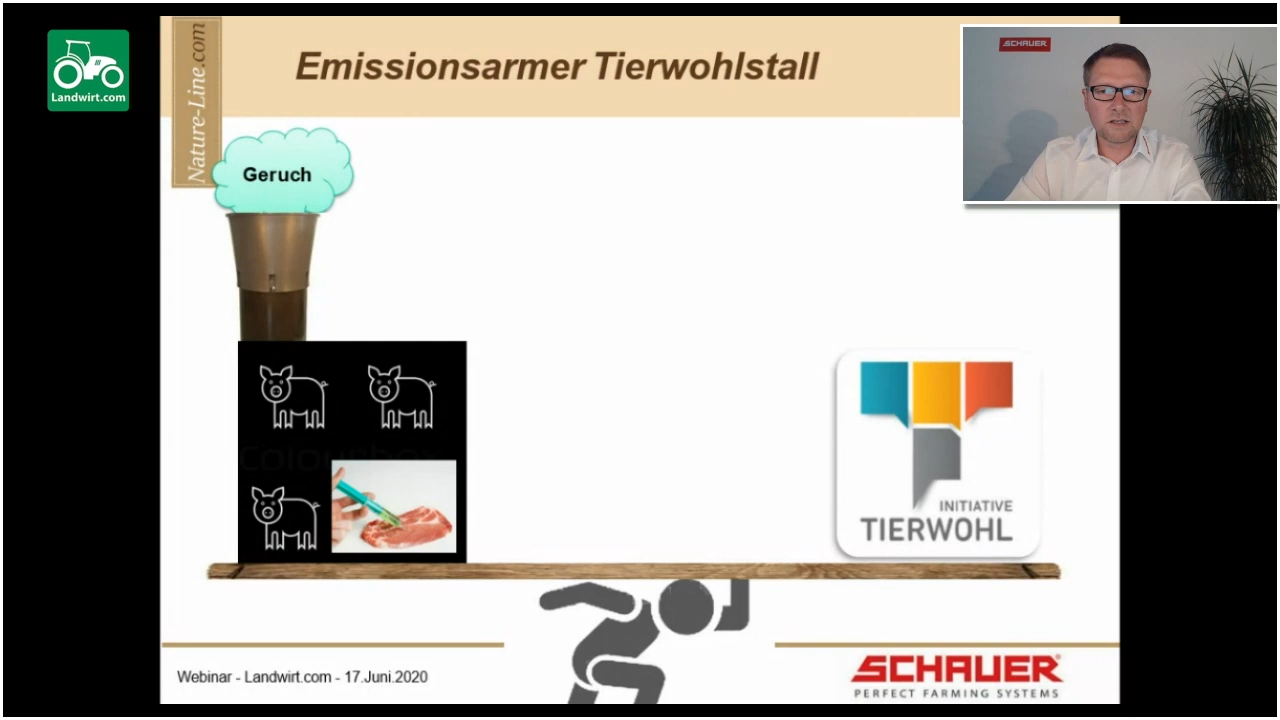 Landwirt.com
Nature-Line.com
Emissionsarmer Tierwohlstall
SCHAUER
Geruch
INITIATIVE
TIERWOHL
Webinar - Landwirt.com - 17.Juni.2020
SCHAUER
PERFECT FARMING SYSTEMS